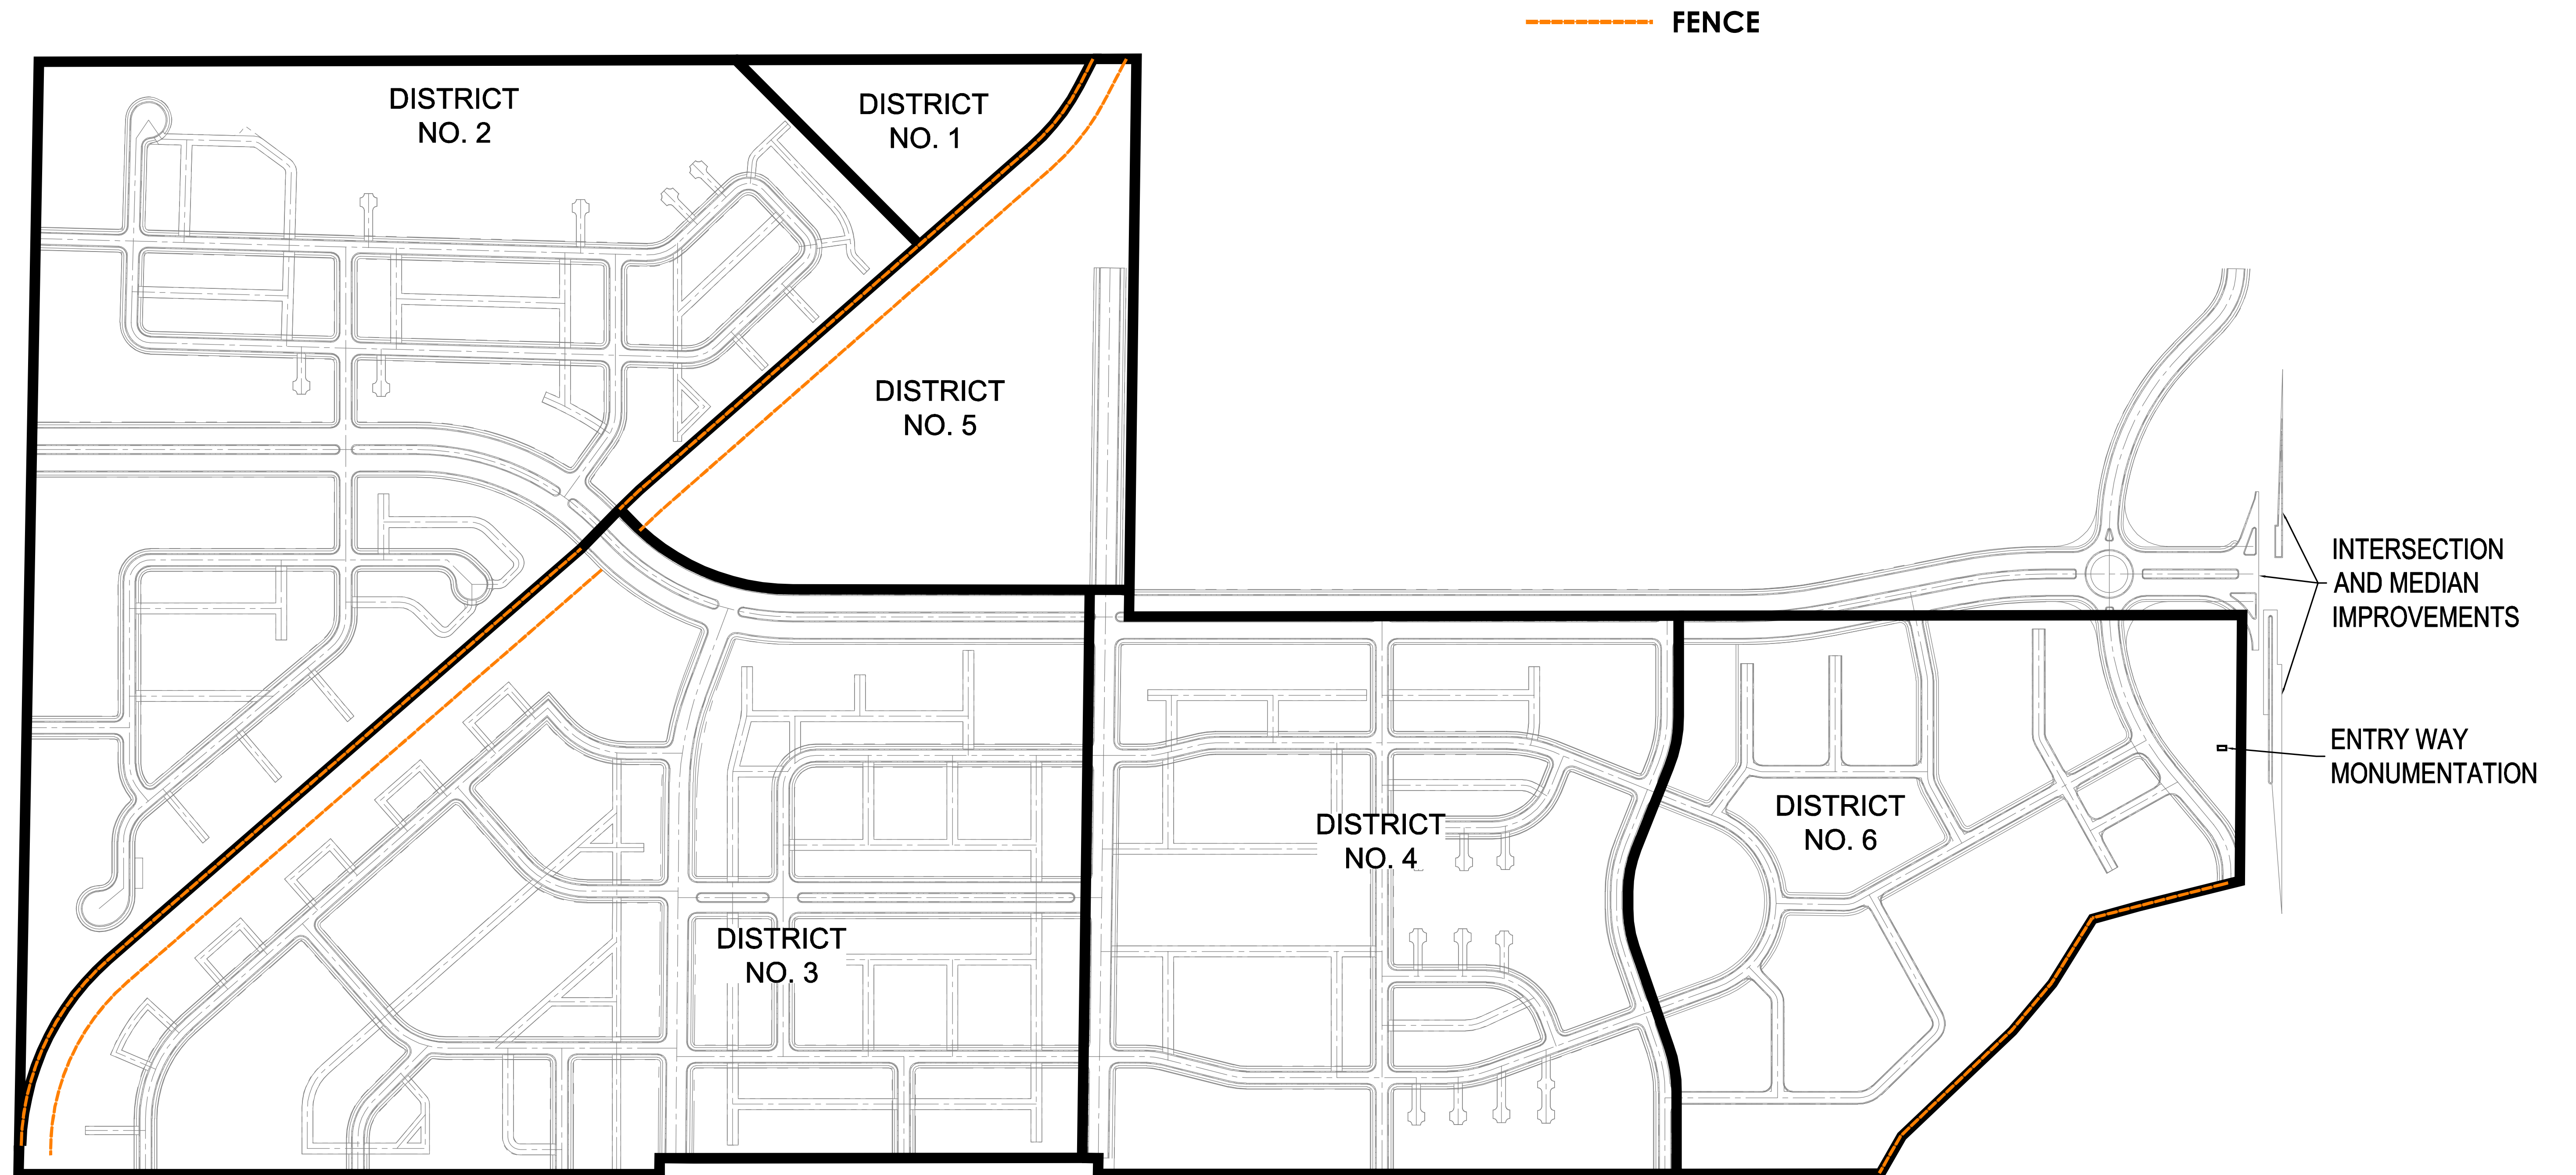 FENCE
DISTRICT
NO. 2
DISTRICT
NO. 1
DISTRICT
NO. 5
INTERSECTION
AND MEDIAN
IMPROVEMENTS
ENTRY WAY
MONUMENTATION
DISTRICT
NO. 6
DISTRICT
NO. 4
DISTRICT
NO. 3